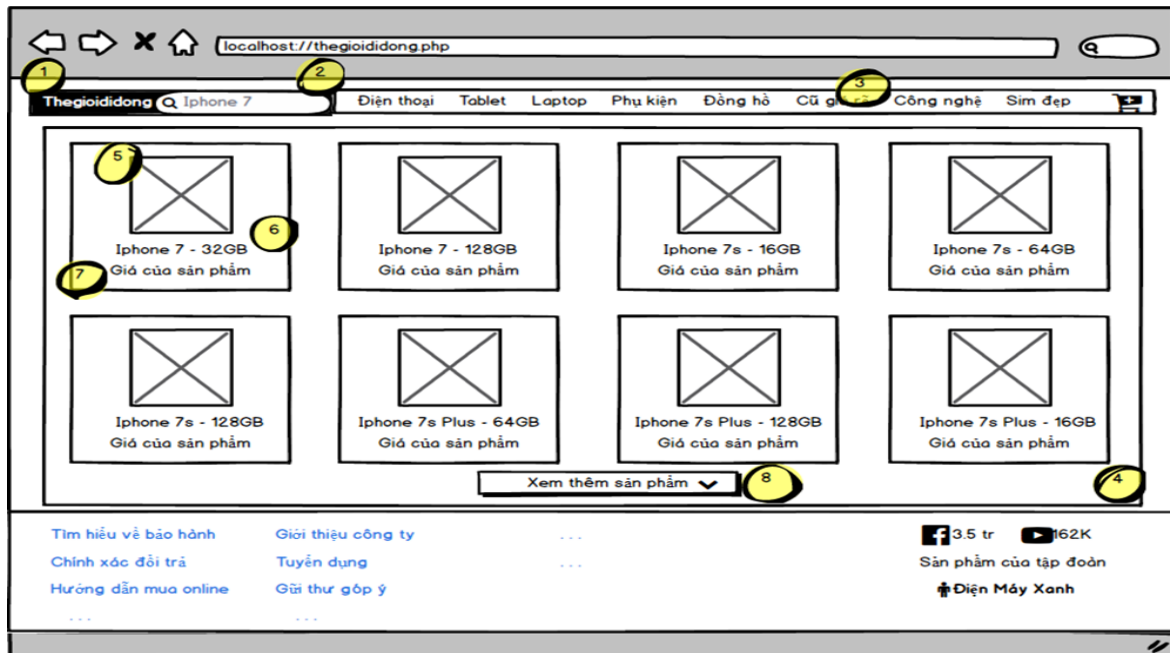 localhost://thegioididong.php
1
2
3
Thegioididong Iphone 7 Điện thoại Tablet Laptop Phụ kiện Đồng hồ Cũ giá rẽ Công nghệ Sim đẹp
5
6
Iphone 7 - 32GB Iphone 7 - 128GB Iphone 7s - 16GB Iphone 7s - 64GB
7
Giá của sản phẩm Giá của sản phẩm Giá của sản phẩm Giá của sản phẩm
Iphone 7s - 128GB Iphone 7s Plus - 64GB Iphone 7s Plus - 128GB Iphone 7s Plus - 16GB
Giá của sản phẩm Giá của sản phẩm Giá của sản phẩm Giá của sản phẩm
Xem thêm sản phẩm 8 4
Tìm hiểu về bảo hành Giới thiệu công ty ... 3.5 tr 162K
Chính xác đổi trả Tuyển dụng ... Sản phẩm của tập đoàn
Hướng dẫn mua online Gũi thư góp ý Điện Máy Xanh
... ...